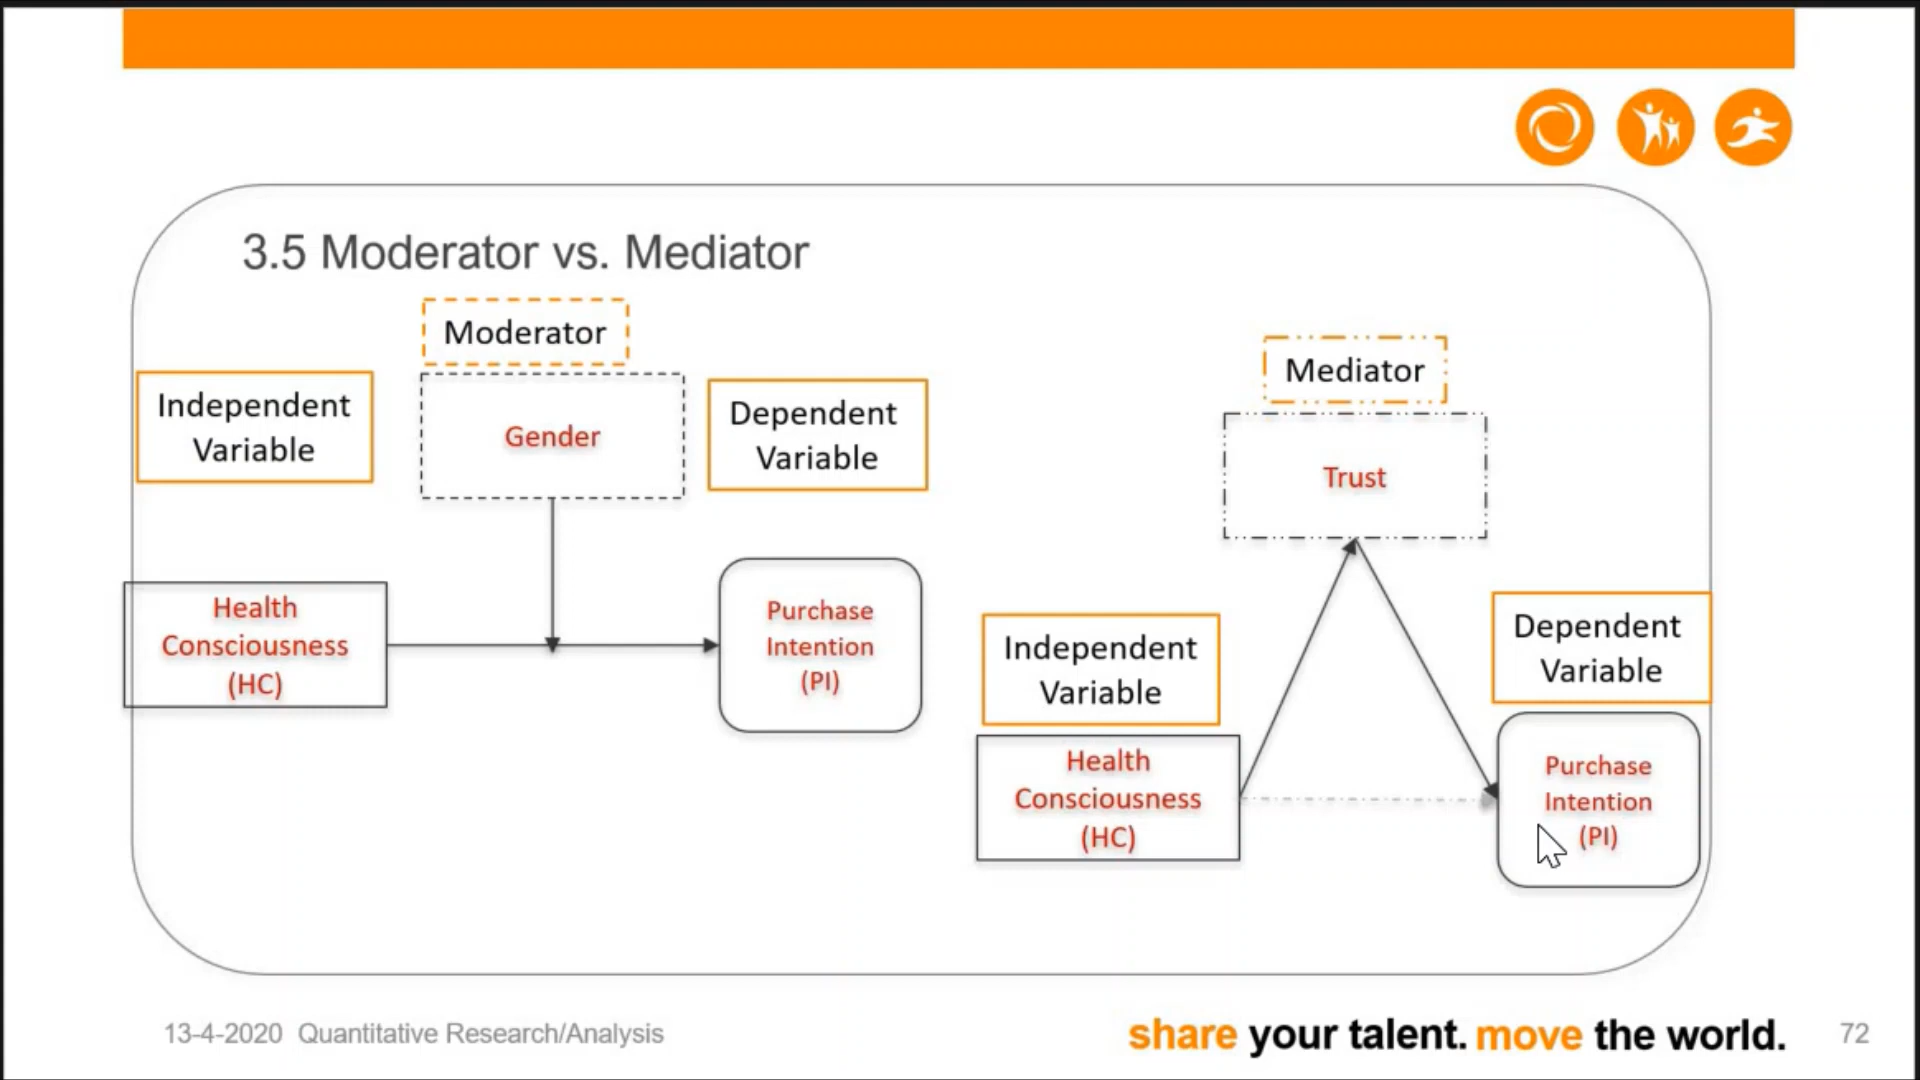 3.5 Moderator vs. Mediator
Moderator
Independent
Variable
Gender
Dependent
Variable
Health
Consciousness
(HC)
Purchase
Intention
(PI)
Mediator
Trust
Independent
Variable
Dependent
Variable
Health
Consciousness
(HC)
Purchase
Intention
(PI)
13-4-2020 Quantitative Research/Analysis
share your talent. move the world.
72